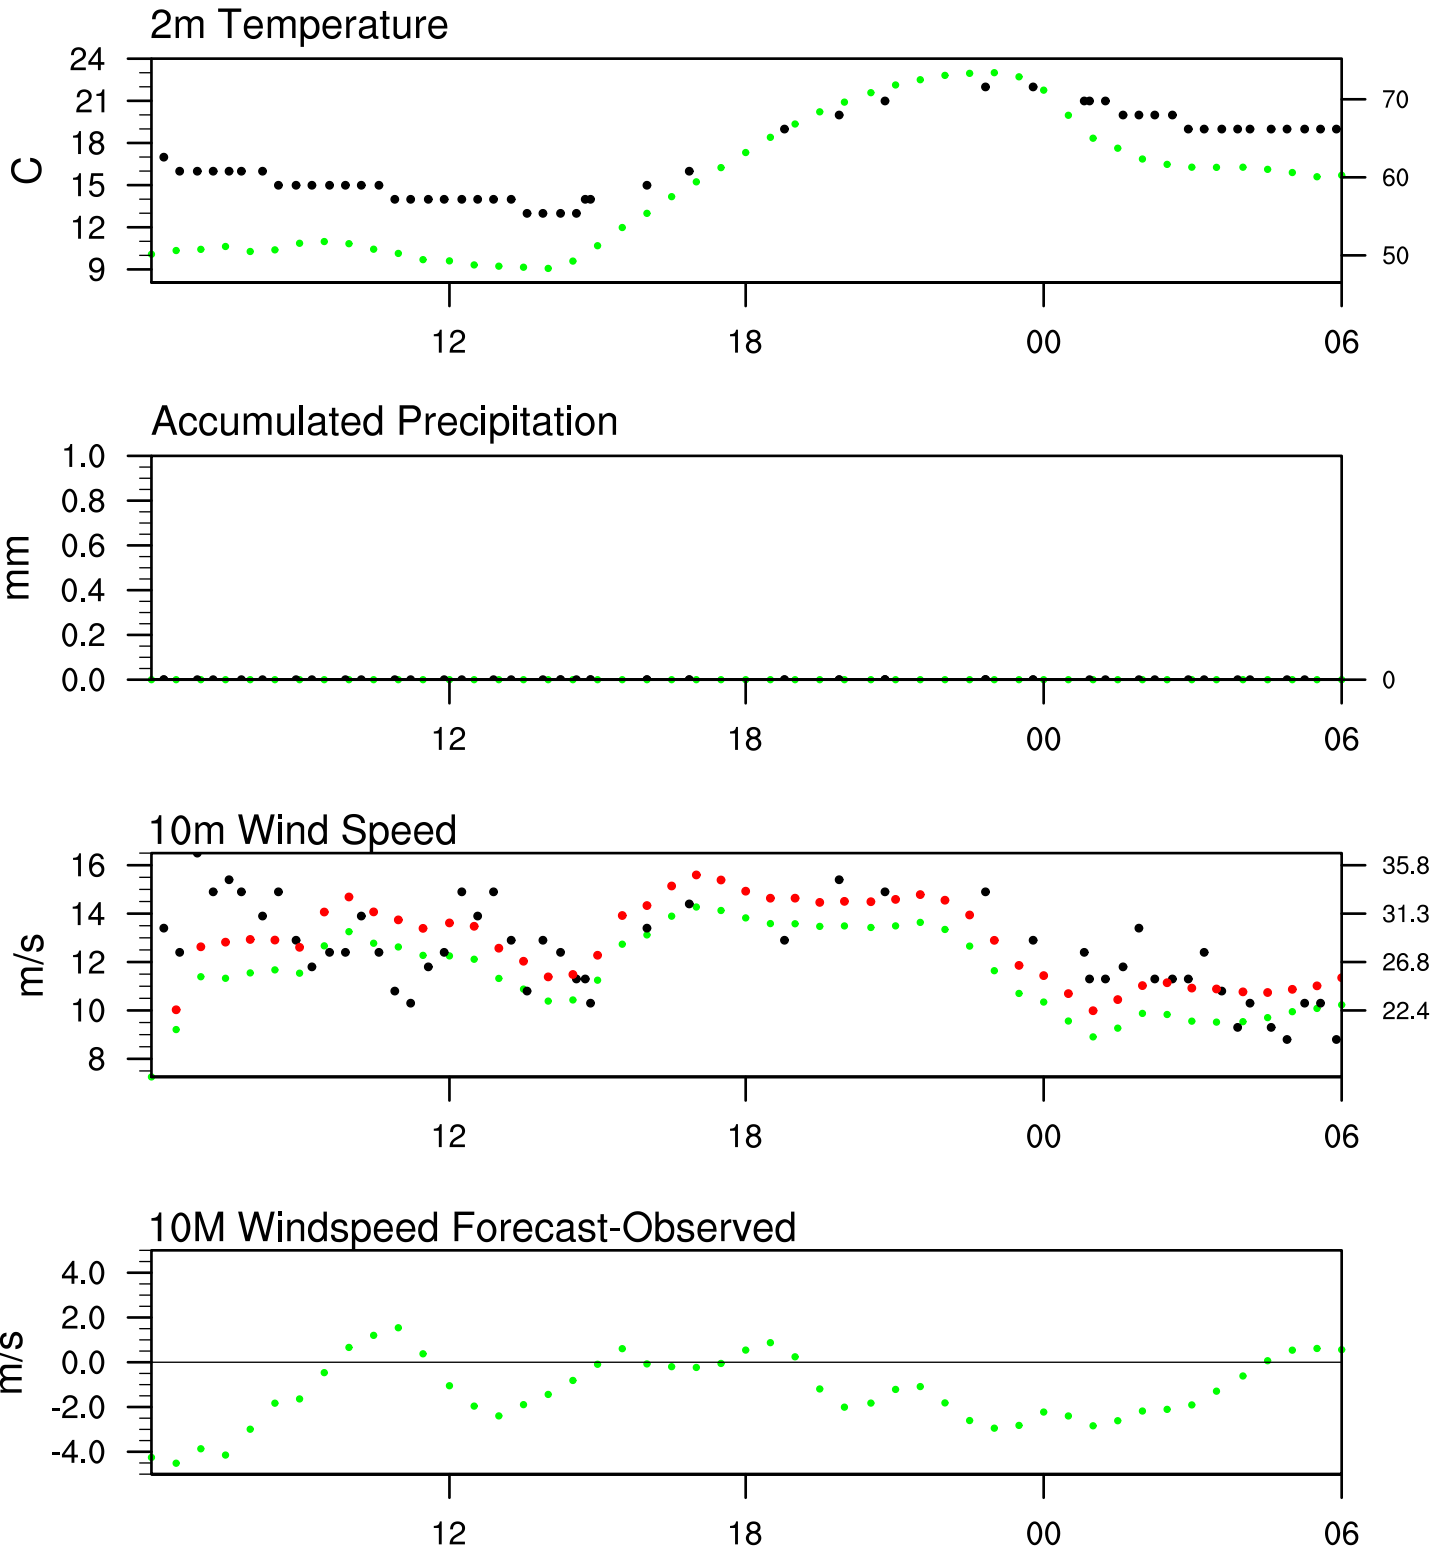 2m Temperature
24
21
18
15
12
9
C
70
60
50
12 18 00 06
Accumulated Precipitation
1.0
0.8
0.6
0.4
0.2
0.0
mm
0
12 18 00 06
10m Wind Speed
16
14
12
10
8
m/s
35.8
31.3
26.8
22.4
12 18 00 06
10M Windspeed Forecast-Observed
4.0
2.0
0.0
-2.0
-4.0
m/s
12 18 00 06